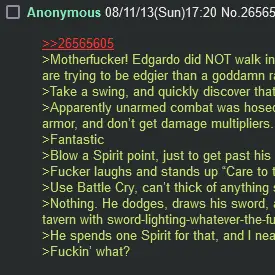 Anonymous 08/11/13(Sun)17:20 No.26565
>>26565605
>Motherfucker! Edgardo did NOT walk in
are trying to be edgier than a goddamn
>Take a swing, and quickly discover that
>Apparently unarmed combat was hosed
armor, and don't get damage multipliers.
>Fantastic
>Blow a Spirit point, just to get past his
>Fucker laughs and stands up “Care to
>Use Battle Cry, can't thick of anything
>Nothing. He dodges, draws his sword,
tavern with sword-lighting-whatever-the-fu
>He spends one Spirit for that, and I nea
>Fuckin' what?